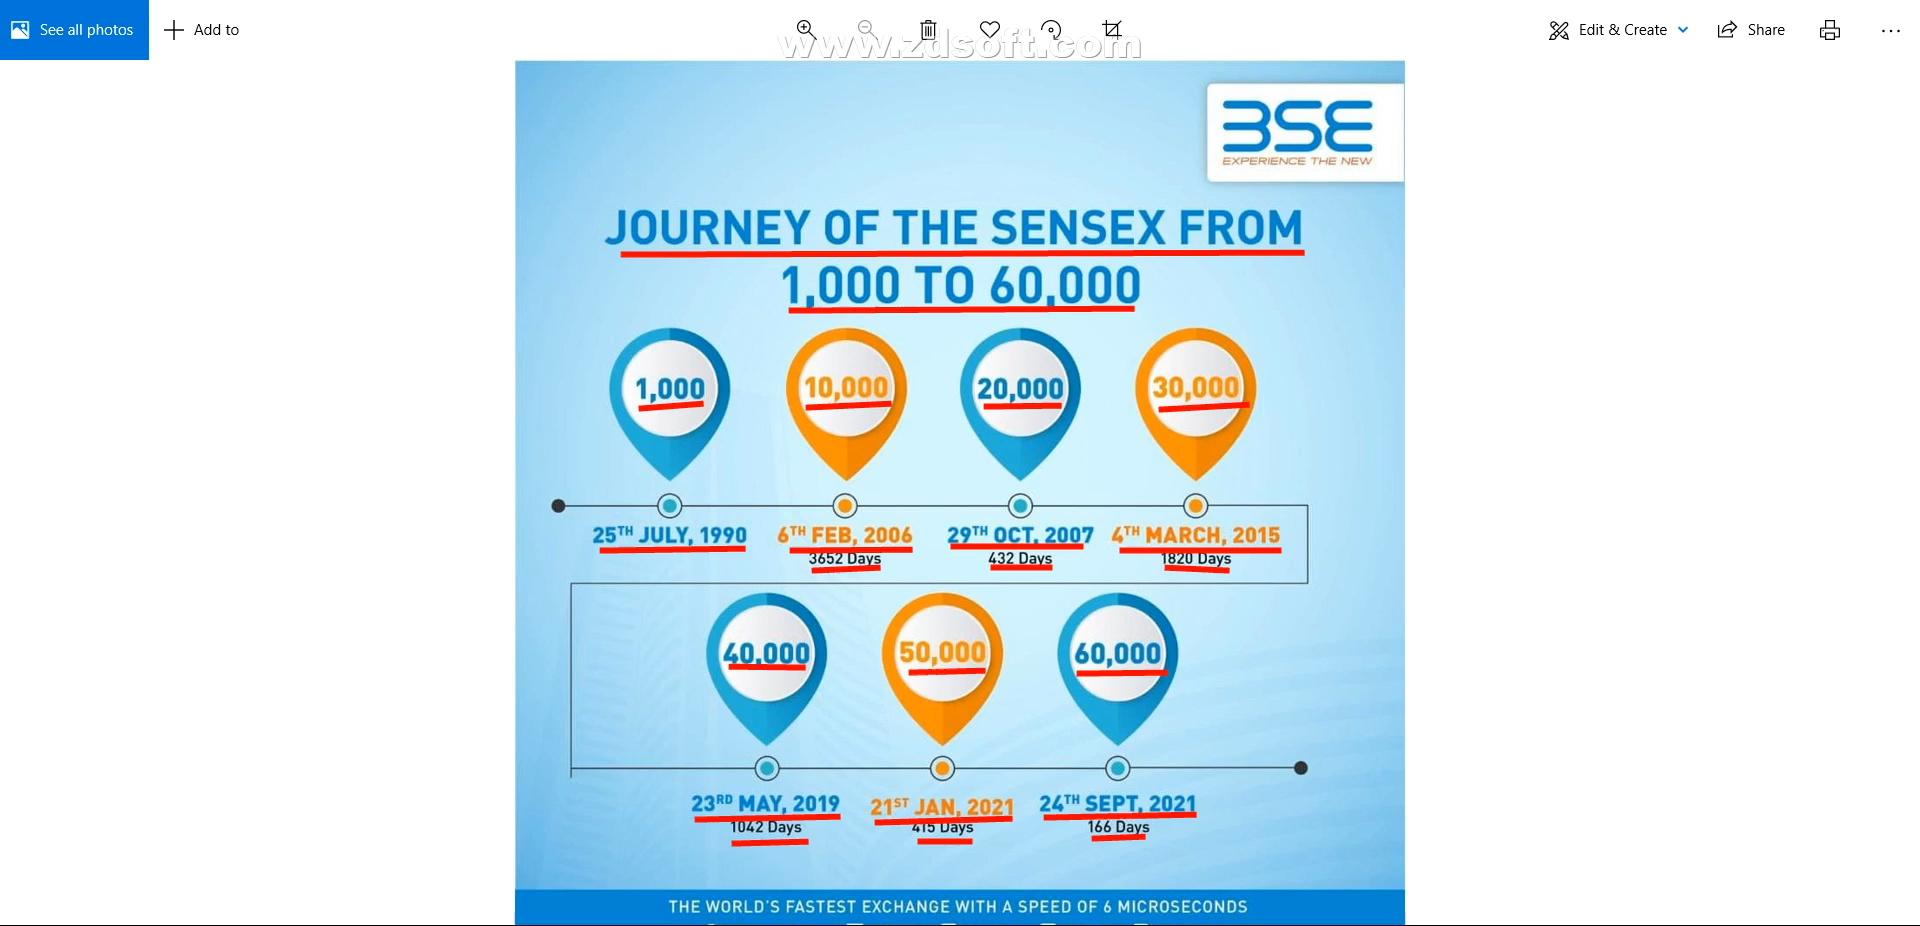 See all photos
Add to
Edit & Create
Share
www.zdsoft.com
BSE
EXPERIENCE THE NEW
JOURNEY OF THE SENSEX FROM
1,000 TO 60,000
1,000
10,000
20,000
30,000
25TH JULY, 1990
6TH FEB, 2006
29TH OCT, 2007
4TH MARCH, 2015
3652 Days
432 Days
1820 Days
40,000
50,000
60,000
23RD MAY, 2019
21ST JAN, 2021
24TH SEPT, 2021
1042 Days
415 Days
166 Days
THE WORLD'S FASTEST EXCHANGE WITH A SPEED OF 6 MICROSECONDS